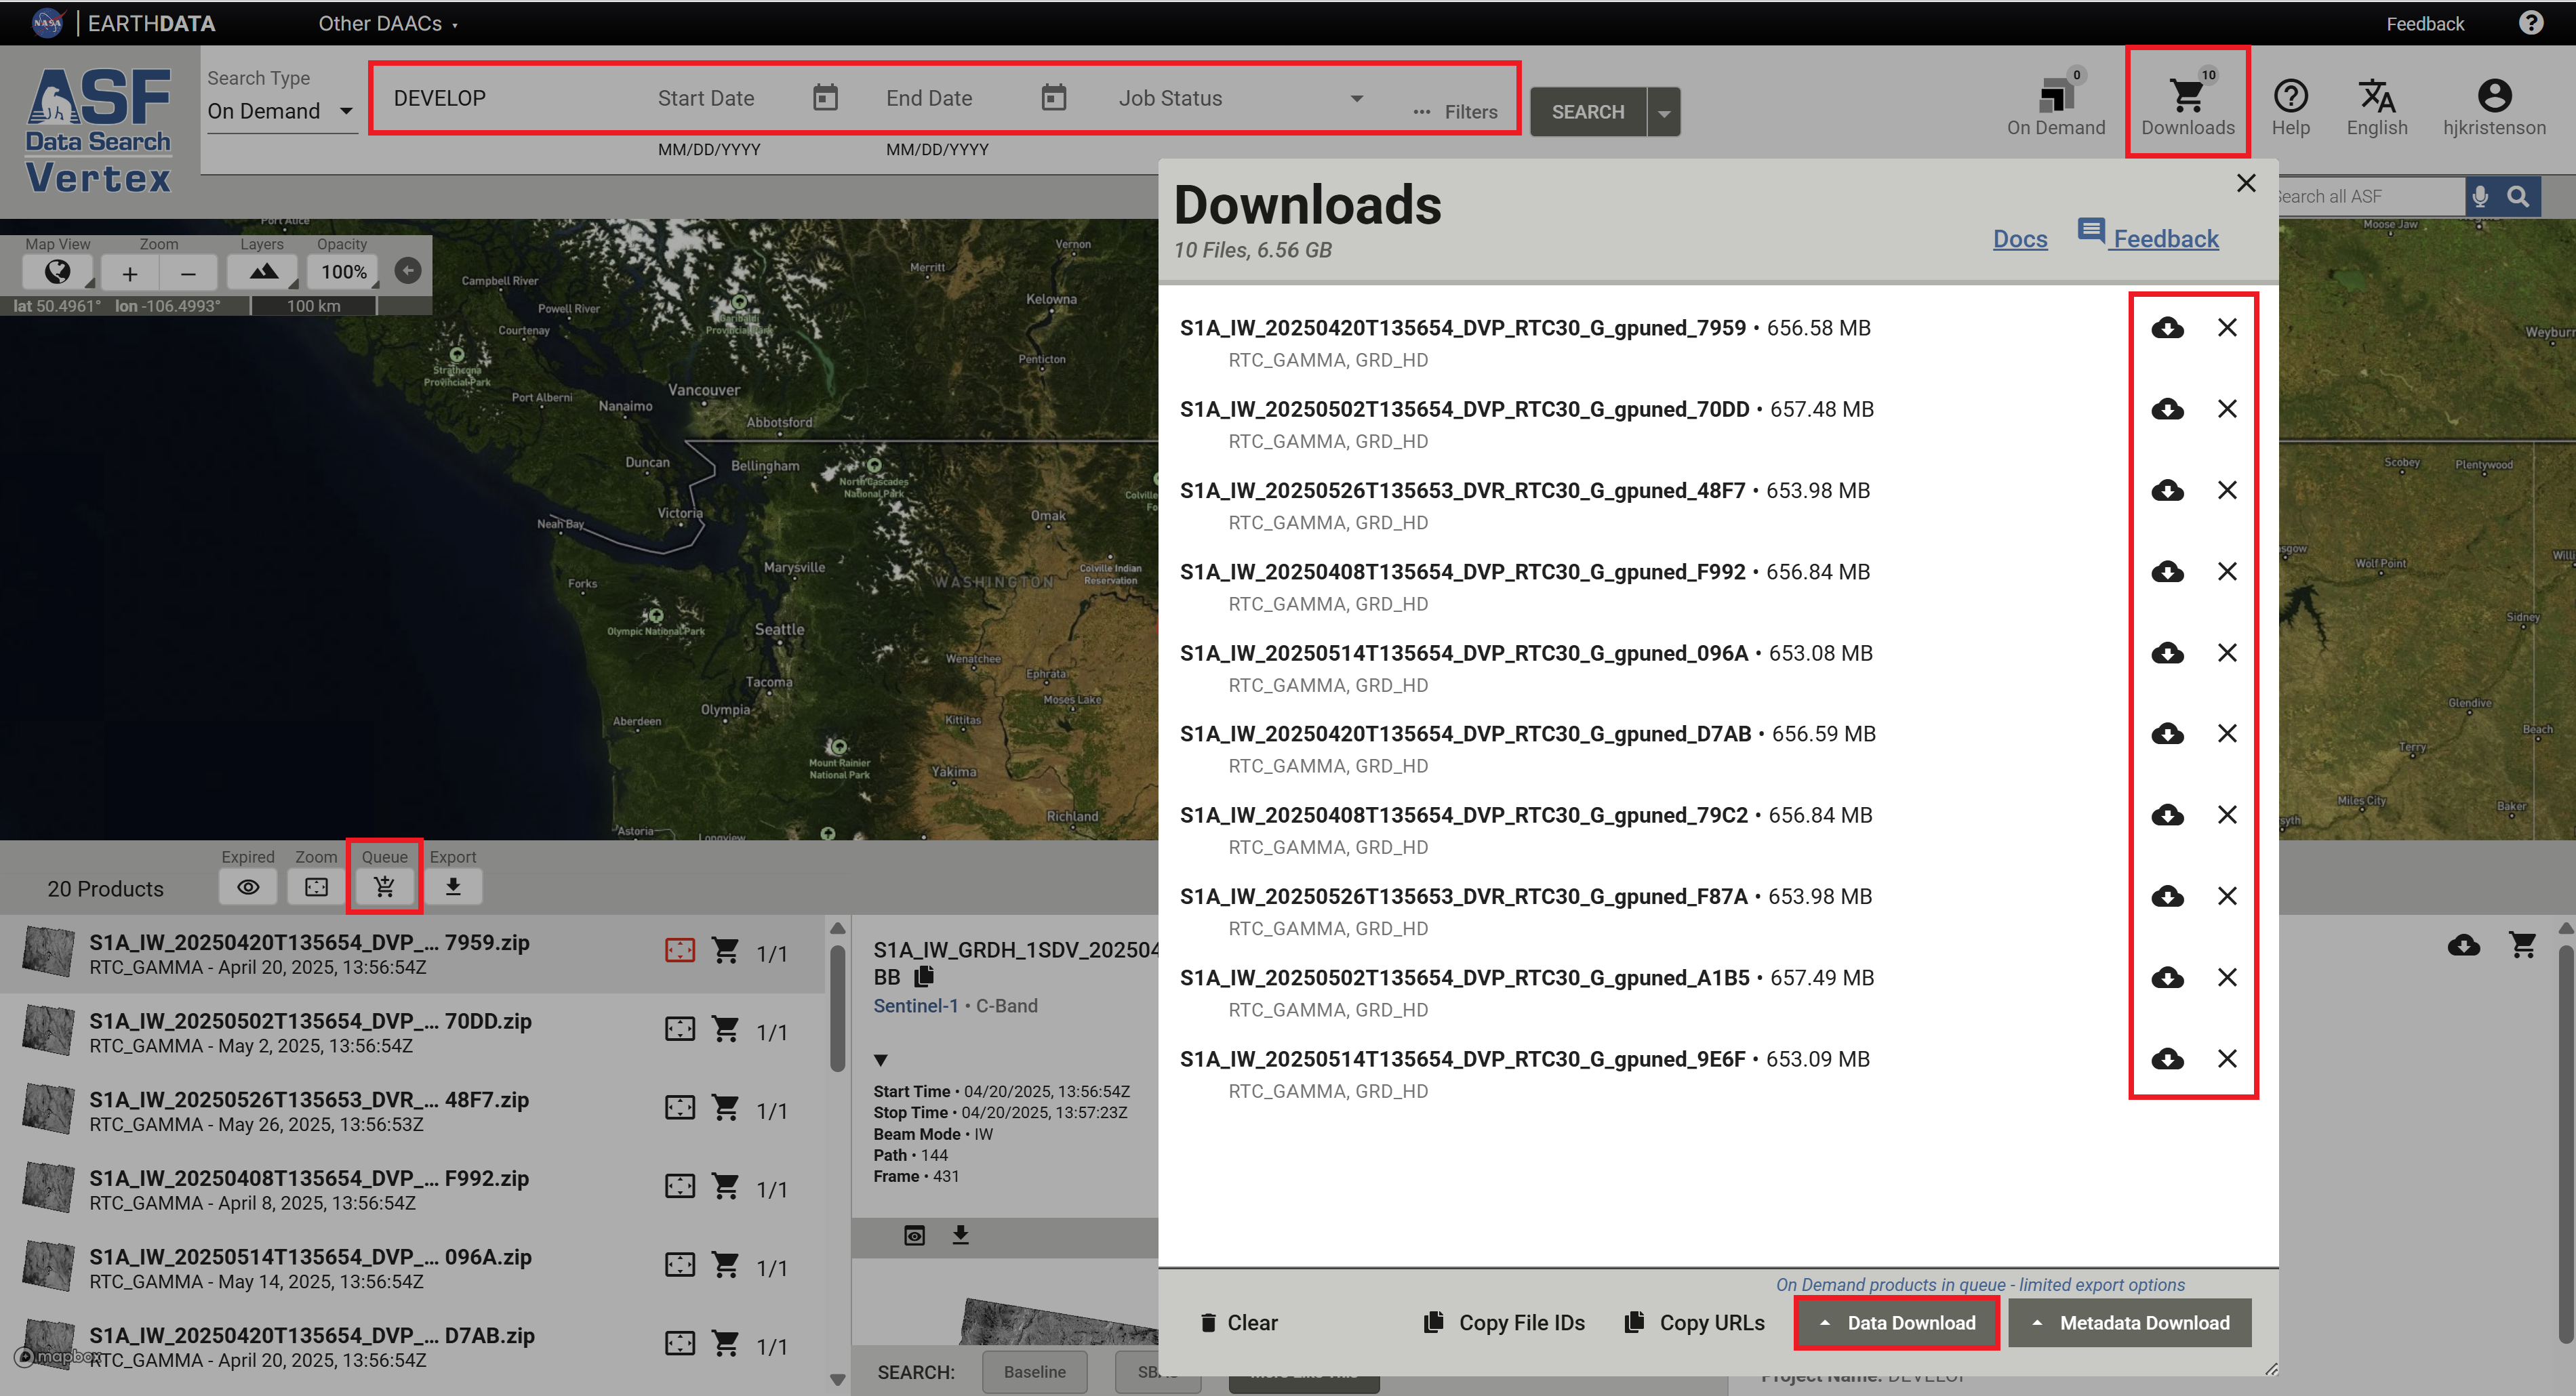 NASA | EARTHDATA Other DAACs Feedback ?
ASF
Data Search
Vertex
Search Type
On Demand
DEVELOP Start Date End Date Job Status ••• Filters
MM/DD/YYYY MM/DD/YYYY
SEARCH
0
On Demand
10
Downloads
Help
English
hjkristenson
Search all ASF
Map View Zoom Layers Opacity
+ − 100%
lat 50.4961° lon -106.4993° 100 km
Port Alice
Campbell River
Powell River
Courtenay
Garibaldi
Provincial Park
Vernon
Merritt
Kelowna
Penticton
Strathcona
Provincial Park
Port Alberni
Nanaimo
Vancouver
Abbotsford
Duncan
Bellingham
North Cascades
National Park
Colville
Neah Bay
Victoria
Omak
Forks
Marysville
WASHINGTON
Colville Indian
Reservation
Olympic National Park
Seattle
Wenatchee
Ephrata
Tacoma
Moses Lake
Aberdeen
Olympia
Kittitas
Mount Rainier
National Park
Yakima
Richland
Astoria
Longview
Moose Jaw
Weyburn
Scobey
Plentywood
Wolf Point
Sidney
Glendive
Beach
Terry
Miles City
Baker
Downloads
10 Files, 6.56 GB
Docs Feedback
S1A_IW_20250420T135654_DVP_RTC30_G_gpuned_7959 • 656.58 MB
RTC_GAMMA, GRD_HD
S1A_IW_20250502T135654_DVP_RTC30_G_gpuned_70DD • 657.48 MB
RTC_GAMMA, GRD_HD
S1A_IW_20250526T135653_DVR_RTC30_G_gpuned_48F7 • 653.98 MB
RTC_GAMMA, GRD_HD
S1A_IW_20250408T135654_DVP_RTC30_G_gpuned_F992 • 656.84 MB
RTC_GAMMA, GRD_HD
S1A_IW_20250514T135654_DVP_RTC30_G_gpuned_096A • 653.08 MB
RTC_GAMMA, GRD_HD
S1A_IW_20250420T135654_DVP_RTC30_G_gpuned_D7AB • 656.59 MB
RTC_GAMMA, GRD_HD
S1A_IW_20250408T135654_DVP_RTC30_G_gpuned_79C2 • 656.84 MB
RTC_GAMMA, GRD_HD
S1A_IW_20250526T135653_DVR_RTC30_G_gpuned_F87A • 653.98 MB
RTC_GAMMA, GRD_HD
S1A_IW_20250502T135654_DVP_RTC30_G_gpuned_A1B5 • 657.49 MB
RTC_GAMMA, GRD_HD
S1A_IW_20250514T135654_DVP_RTC30_G_gpuned_9E6F • 653.09 MB
RTC_GAMMA, GRD_HD
On Demand products in queue - limited export options
Clear Copy File IDs Copy URLs Data Download Metadata Download
20 Products
Expired Zoom Queue Export
S1A_IW_20250420T135654_DVP_... 7959.zip
RTC_GAMMA - April 20, 2025, 13:56:54Z
1/1
S1A_IW_20250502T135654_DVP_... 70DD.zip
RTC_GAMMA - May 2, 2025, 13:56:54Z
1/1
S1A_IW_20250526T135653_DVR_... 48F7.zip
RTC_GAMMA - May 26, 2025, 13:56:53Z
1/1
S1A_IW_20250408T135654_DVP_... F992.zip
RTC_GAMMA - April 8, 2025, 13:56:54Z
1/1
S1A_IW_20250514T135654_DVP_... 096A.zip
RTC_GAMMA - May 14, 2025, 13:56:54Z
1/1
S1A_IW_20250420T135654_DVP_... D7AB.zip
RTC_GAMMA - April 20, 2025, 13:56:54Z
1/1
mapbox
S1A_IW_GRDH_1SDV_202504
BB
Sentinel-1 • C-Band
Start Time • 04/20/2025, 13:56:54Z
Stop Time • 04/20/2025, 13:57:23Z
Beam Mode • IW
Path • 144
Frame • 431
SEARCH: Baseline
Project Name: DEVELOP